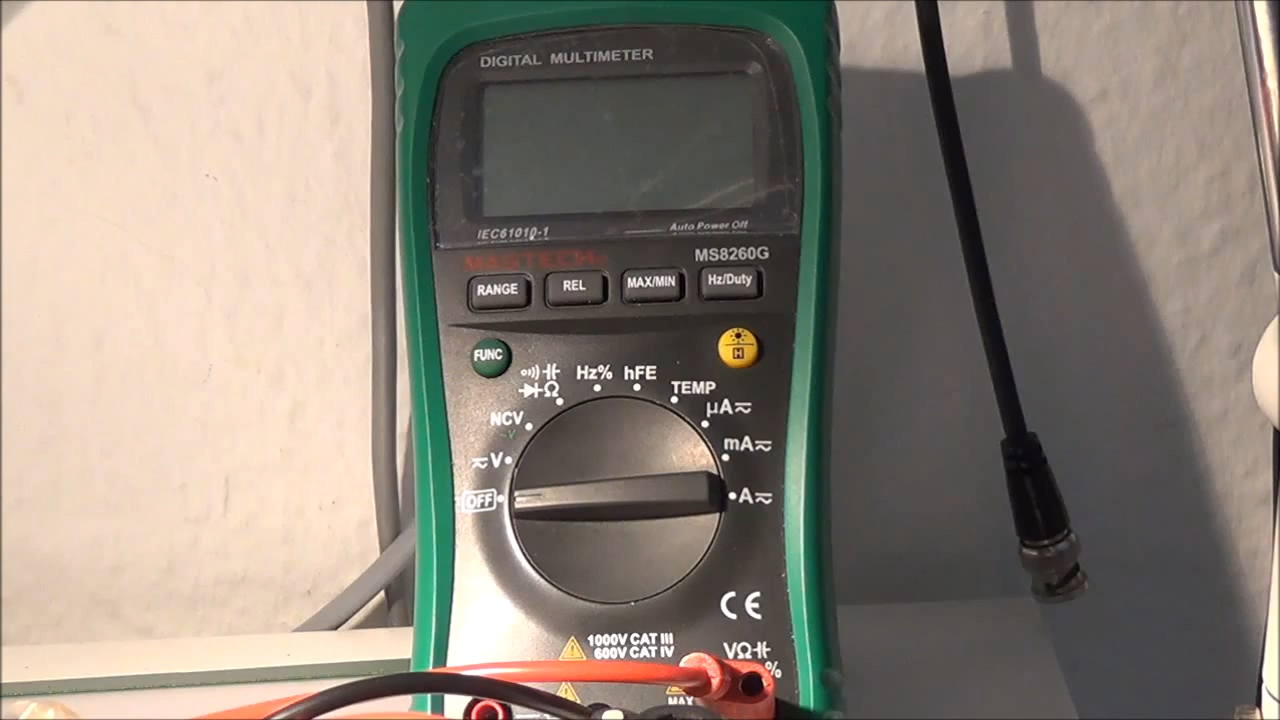 DIGITAL MULTIMETER
IEC61010-1
Auto Power Off
MASTECH
MS8260G
RANGE
REL
MAX/MIN
Hz/Duty
FUNC
H
Ω
Hz%
hFE
TEMP
NCV
~V
μA
mA
V
OFF
A
CE
1000V CAT III
600V CAT IV
VΩ
%
MAX